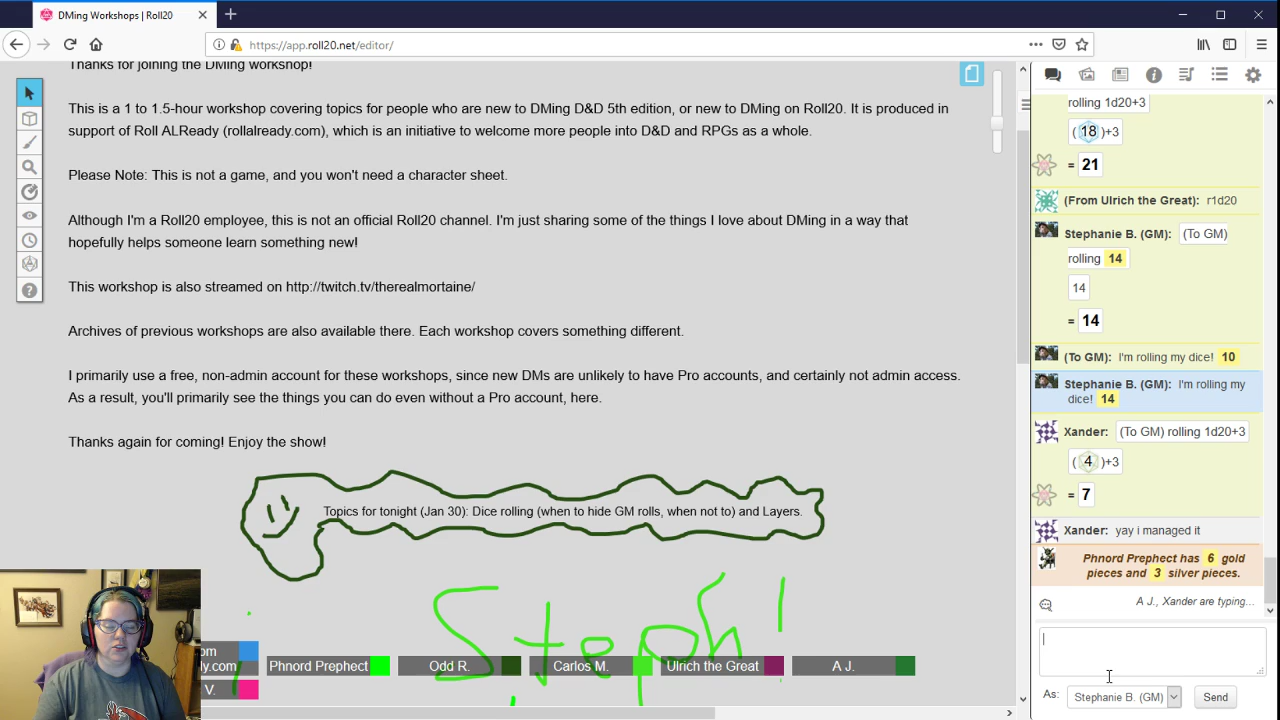 DMing Workshops | Roll20
https://app.roll20.net/editor/
Thanks for joining the DMing workshop!
This is a 1 to 1.5-hour workshop covering topics for people who are new to DMing D&D 5th edition, or new to DMing on Roll20. It is produced in
support of Roll ALReady (rollalready.com), which is an initiative to welcome more people into D&D and RPGs as a whole.
Please Note: This is not a game, and you won't need a character sheet.
Although I'm a Roll20 employee, this is not an official Roll20 channel. I'm just sharing some of the things I love about DMing in a way that
hopefully helps someone learn something new!
This workshop is also streamed on http://twitch.tv/therealmortaine/
Archives of previous workshops are also available there. Each workshop covers something different.
I primarily use a free, non-admin account for these workshops, since new DMs are unlikely to have Pro accounts, and certainly not admin access.
As a result, you'll primarily see the things you can do even without a Pro account, here.
Thanks again for coming! Enjoy the show!
Topics for tonight (Jan 30): Dice rolling (when to hide GM rolls, when not to) and Layers.
Steph!
om
ly.com
Phnord Prephect
Odd R.
Carlos M.
Ulrich the Great
A J.
V.
rolling 1d20+3
(18)+3
= 21
(From Ulrich the Great): r1d20
Stephanie B. (GM): (To GM)
rolling 14
14
= 14
(To GM): I'm rolling my dice! 10
Stephanie B. (GM): I'm rolling my
dice! 14
Xander: (To GM) rolling 1d20+3
(4)+3
= 7
Xander: yay i managed it
Phnord Prephect has 6 gold
pieces and 3 silver pieces.
A J., Xander are typing...
As: Stephanie B. (GM) Send